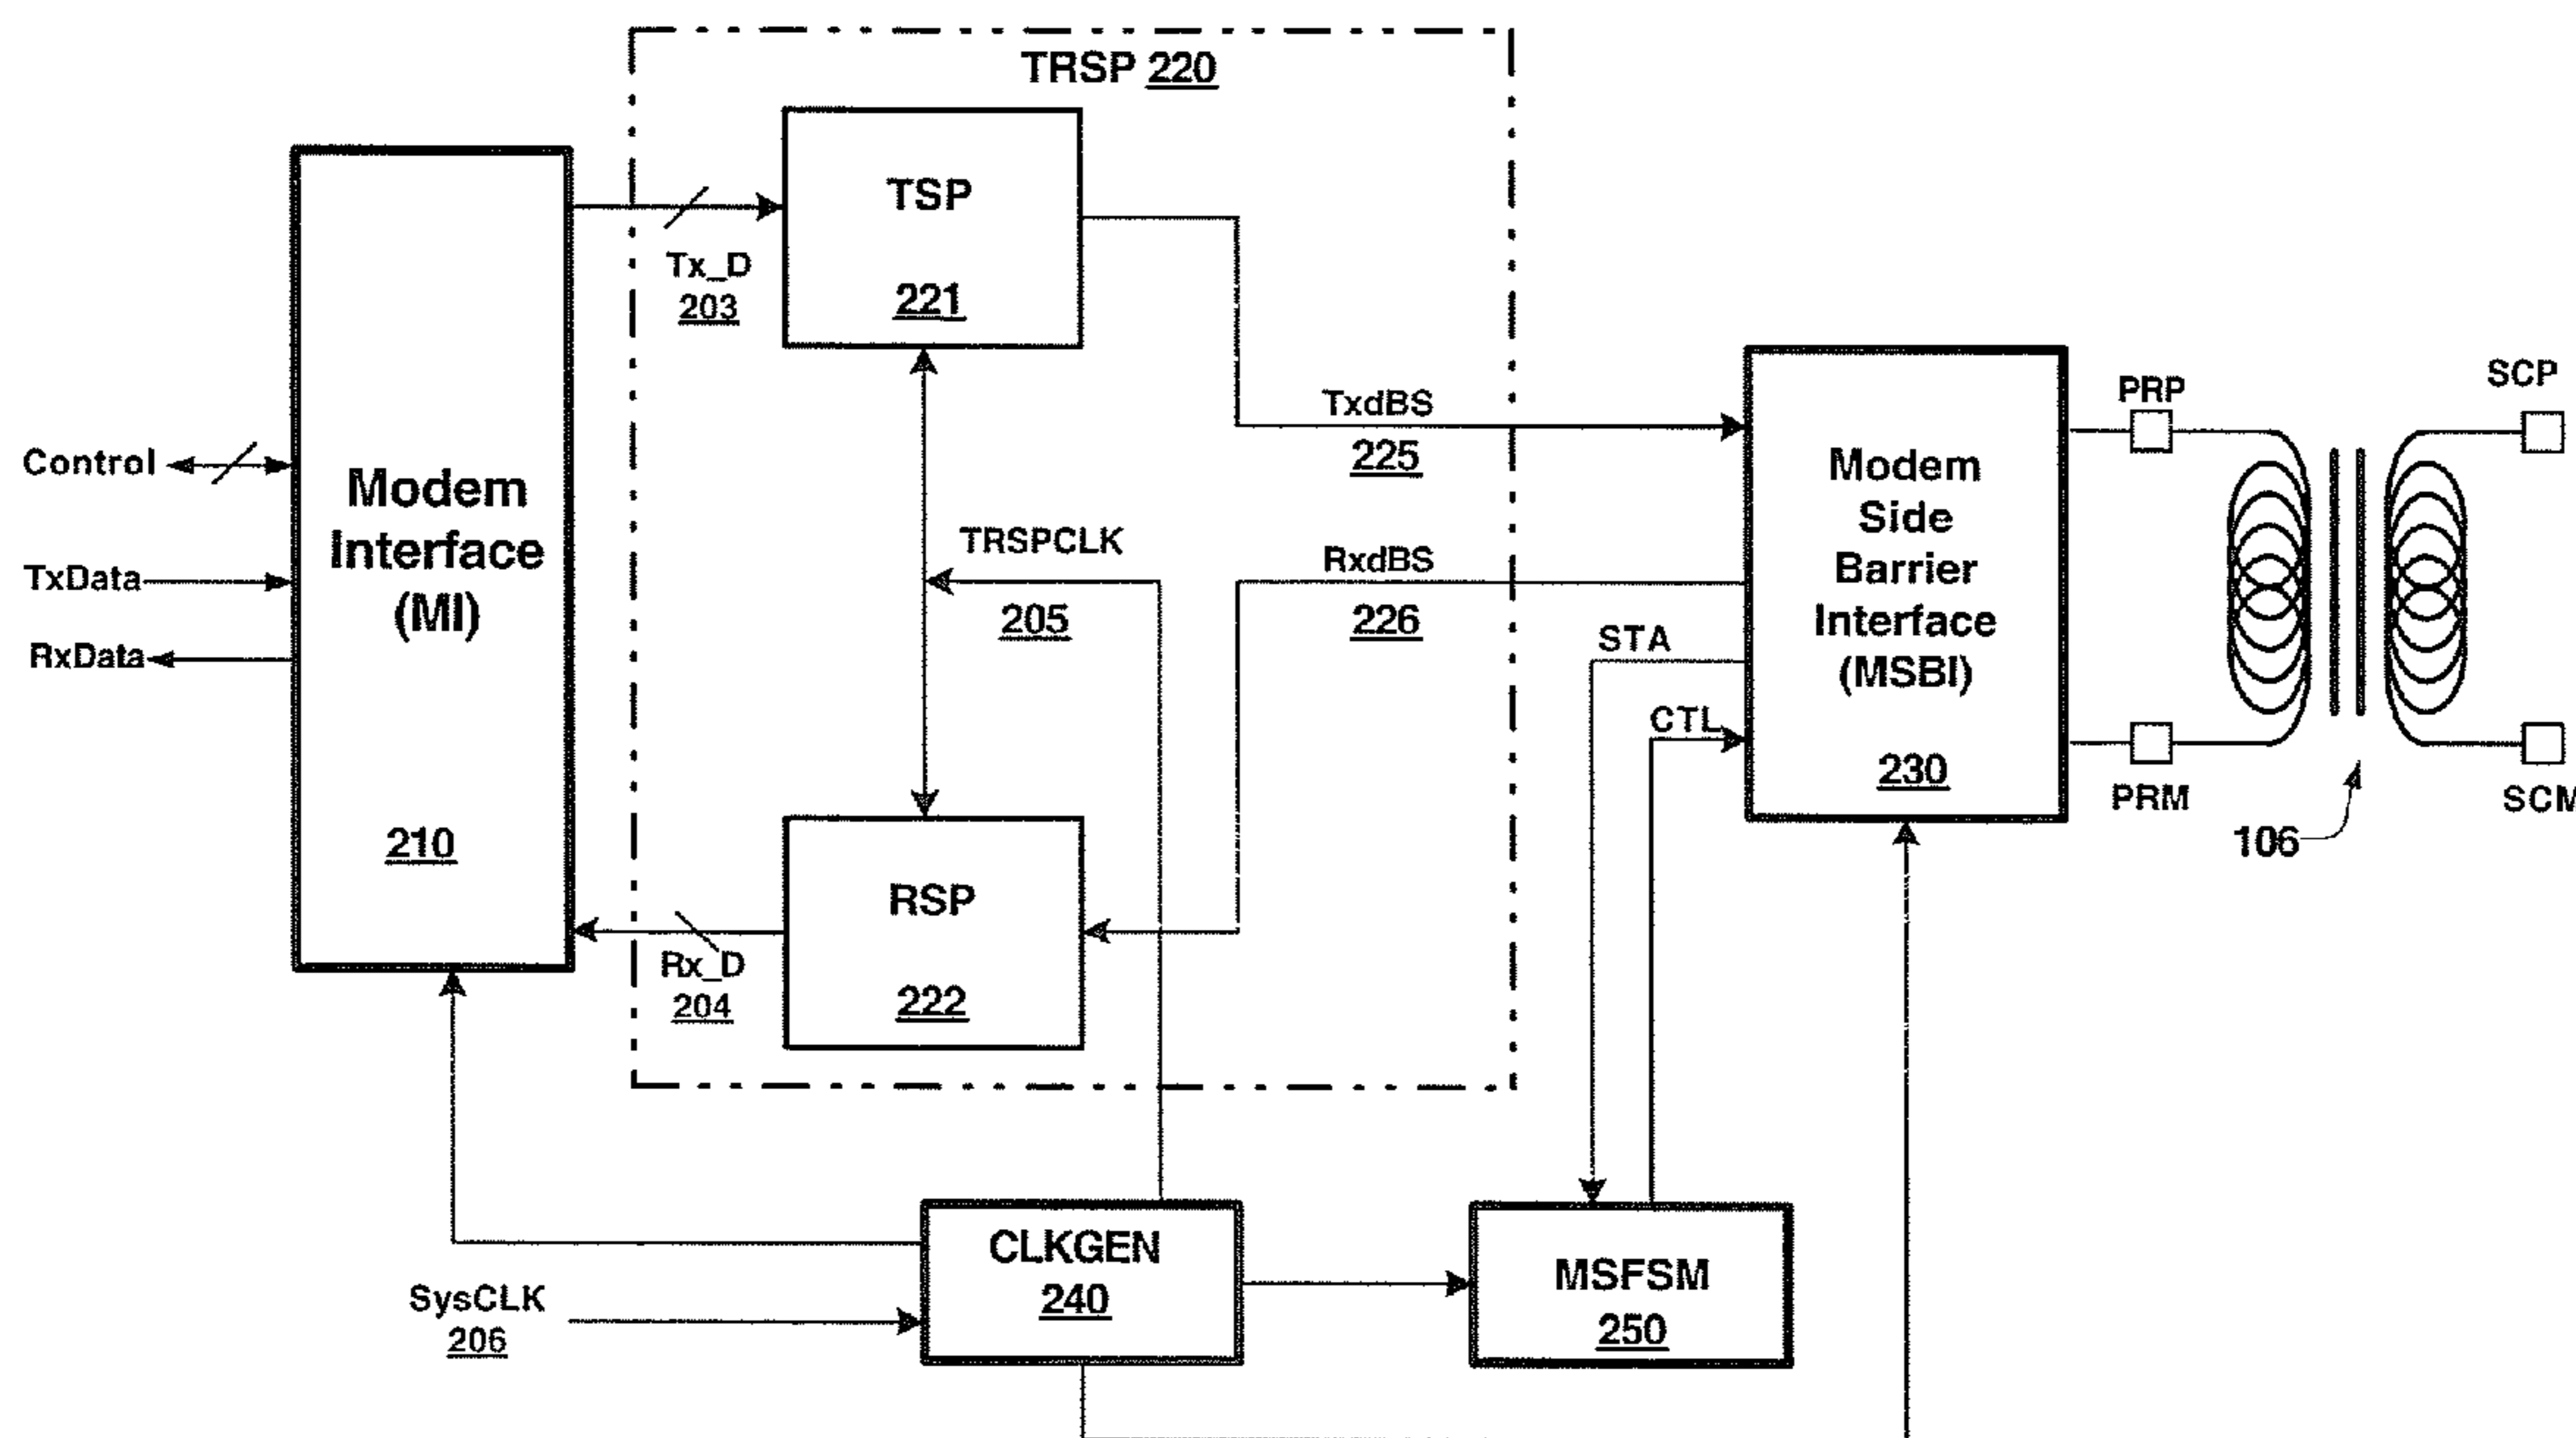 TRSP 220
TSP
221
Tx_D
203
Control
TxData
RxData
Modem
Interface
(MI)
210
TRSPCLK
205
TxdBS
225
RxdBS
226
STA
CTL
Modem
Side
Barrier
Interface
(MSBI)
230
PRP
PRM
SCP
SCM
106
RSP
222
Rx_D
204
SysCLK
206
CLKGEN
240
MSFSM
250